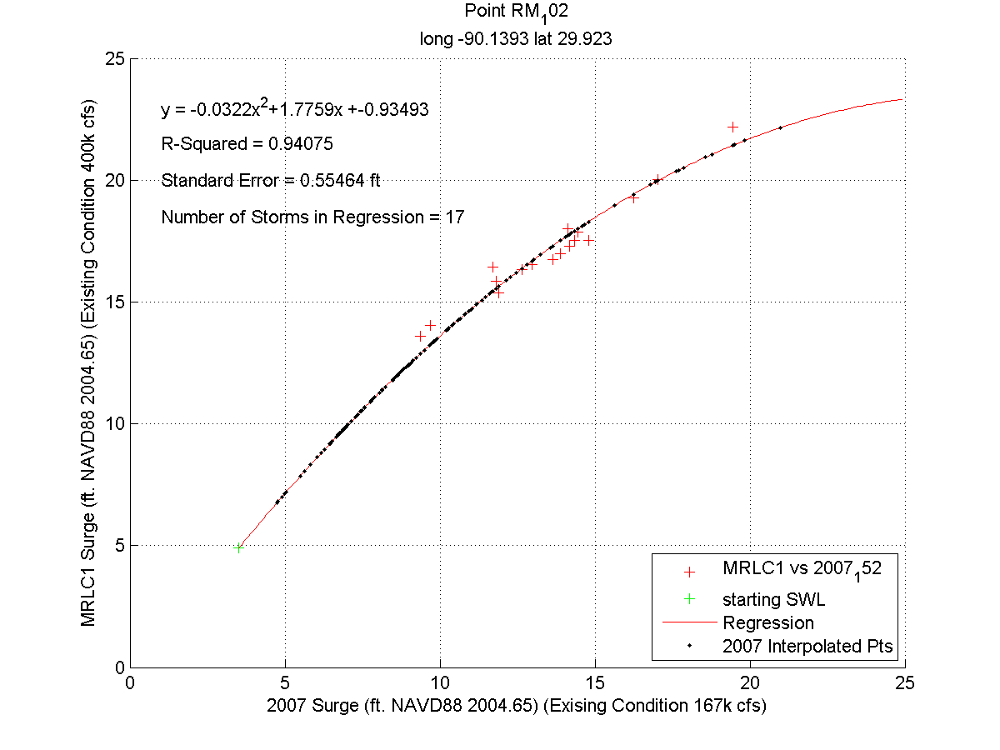 Point RM₁02
long -90.1393 lat 29.923
y = -0.0322x²+1.7759x +-0.93493
R-Squared = 0.94075
Standard Error = 0.55464 ft
Number of Storms in Regression = 17
MRLC1 Surge (ft. NAVD88 2004.65) (Existing Condition 400k cfs)
25
20
15
10
5
0
0 5 10 15 20 25
2007 Surge (ft. NAVD88 2004.65) (Exising Condition 167k cfs)
MRLC1 vs 2007₁52
starting SWL
Regression
2007 Interpolated Pts